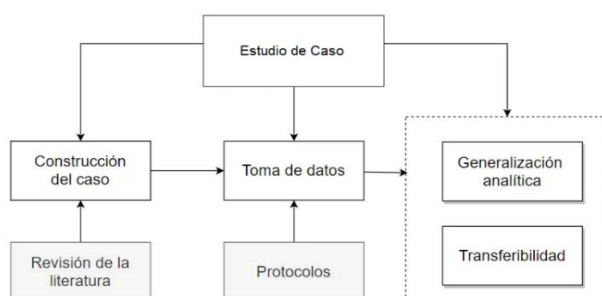 Estudio de Caso
Construcción
del caso
Toma de datos
Generalización
analítica
Revisión de la
literatura
Protocolos
Transferibilidad